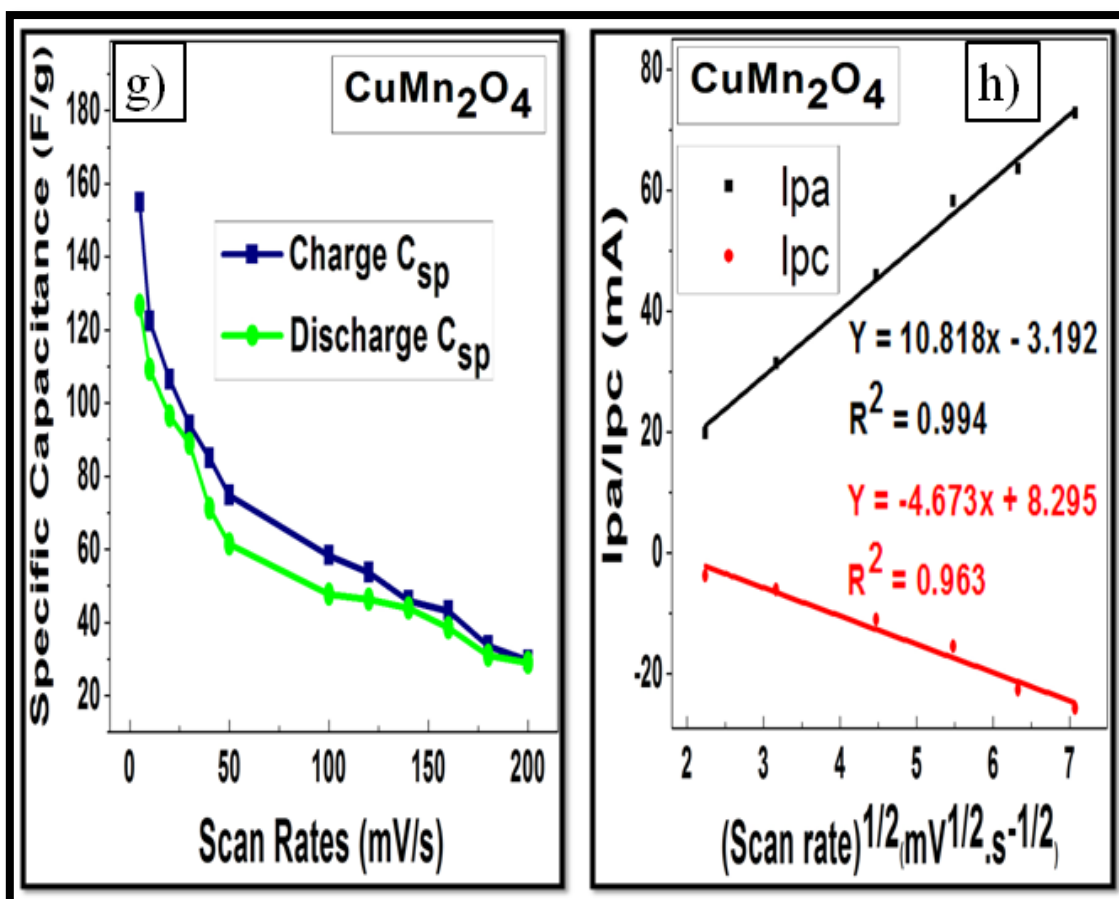 g)
CuMn2O4
Charge Csp
Discharge Csp
Specific Capacitance (F/g)
180
160
140
120
100
80
60
40
20
0 50 100 150 200
Scan Rates (mV/s)
CuMn2O4
h)
Ipa
Ipc
Ipa/Ipc (mA)
80
60
40
20
0
-20
Y = 10.818x - 3.192
R2 = 0.994
Y = -4.673x + 8.295
R2 = 0.963
2 3 4 5 6 7
(Scan rate)1/2(mV1/2.s-1/2)